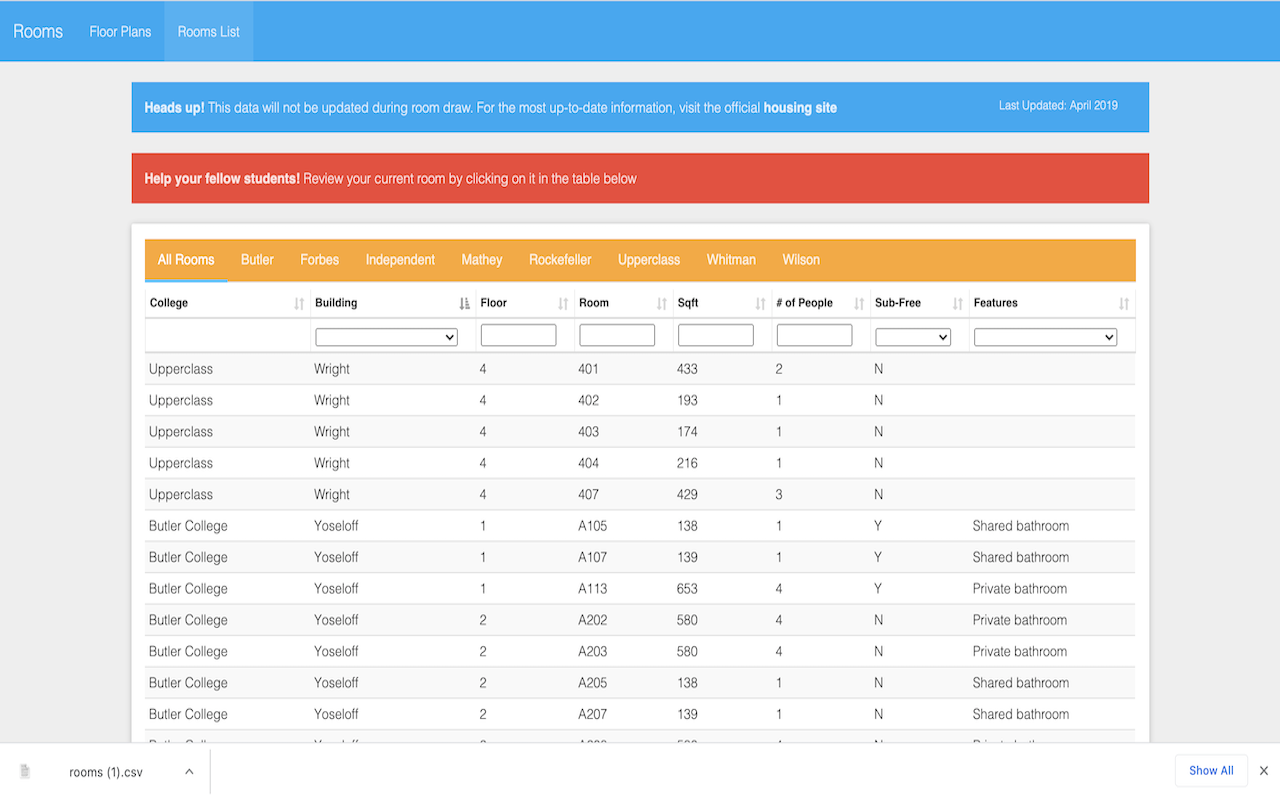 Rooms Floor Plans Rooms List
Heads up! This data will not be updated during room draw. For the most up-to-date information, visit the official housing site Last Updated: April 2019
Help your fellow students! Review your current room by clicking on it in the table below
All Rooms Butler Forbes Independent Mathey Rockefeller Upperclass Whitman Wilson
College Building Floor Room Sqft # of People Sub-Free Features
Upperclass Wright 4 401 433 2 N
Upperclass Wright 4 402 193 1 N
Upperclass Wright 4 403 174 1 N
Upperclass Wright 4 404 216 1 N
Upperclass Wright 4 407 429 3 N
Butler College Yoseloff 1 A105 138 1 Y Shared bathroom
Butler College Yoseloff 1 A107 139 1 Y Shared bathroom
Butler College Yoseloff 1 A113 653 4 Y Private bathroom
Butler College Yoseloff 2 A202 580 4 N Private bathroom
Butler College Yoseloff 2 A203 580 4 N Private bathroom
Butler College Yoseloff 2 A205 138 1 N Shared bathroom
Butler College Yoseloff 2 A207 139 1 N Shared bathroom
rooms (1).csv Show All